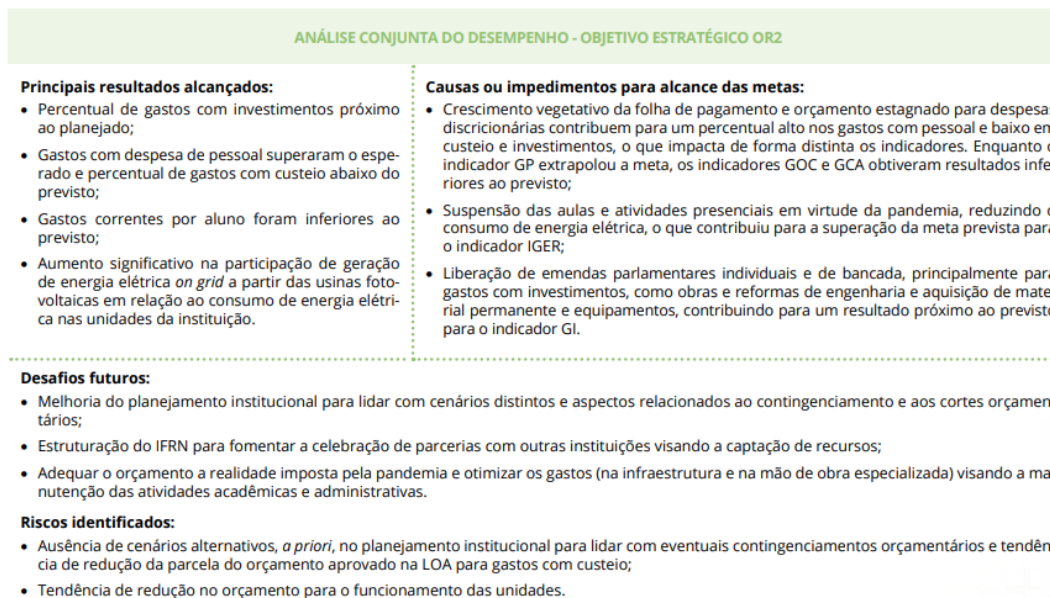 ANÁLISE CONJUNTA DO DESEMPENHO - OBJETIVO ESTRATÉGICO OR2
Principais resultados alcançados:
• Percentual de gastos com investimentos próximo
ao planejado;
• Gastos com despesa de pessoal superaram o espe-
rado e percentual de gastos com custeio abaixo do
previsto;
• Gastos correntes por aluno foram inferiores ao
previsto;
• Aumento significativo na participação de geração
de energia elétrica on grid a partir das usinas foto-
voltaicas em relação ao consumo de energia elétri-
ca nas unidades da instituição.
Causas ou impedimentos para alcance das metas:
• Crescimento vegetativo da folha de pagamento e orçamento estagnado para despesas
discricionárias contribuem para um percentual alto nos gastos com pessoal e baixo em
custeio e investimentos, o que impacta de forma distinta os indicadores. Enquanto o
indicador GP extrapolou a meta, os indicadores GOC e GCA obtiveram resultados infe
riores ao previsto;
• Suspensão das aulas e atividades presenciais em virtude da pandemia, reduzindo o
consumo de energia elétrica, o que contribuiu para a superação da meta prevista para
o indicador IGER;
• Liberação de emendas parlamentares individuais e de bancada, principalmente para
gastos com investimentos, como obras e reformas de engenharia e aquisição de mate
rial permanente e equipamentos, contribuindo para um resultado próximo ao previsto
para o indicador GI.
Desafios futuros:
• Melhoria do planejamento institucional para lidar com cenários distintos e aspectos relacionados ao contingenciamento e aos cortes orçamen
tários;
• Estruturação do IFRN para fomentar a celebração de parcerias com outras instituições visando a captação de recursos;
• Adequar o orçamento a realidade imposta pela pandemia e otimizar os gastos (na infraestrutura e na mão de obra especializada) visando a ma
nutenção das atividades acadêmicas e administrativas.
Riscos identificados:
• Ausência de cenários alternativos, a priori, no planejamento institucional para lidar com eventuais contingenciamentos orçamentários e tendên
cia de redução da parcela do orçamento aprovado na LOA para gastos com custeio;
• Tendência de redução no orçamento para o funcionamento das unidades.